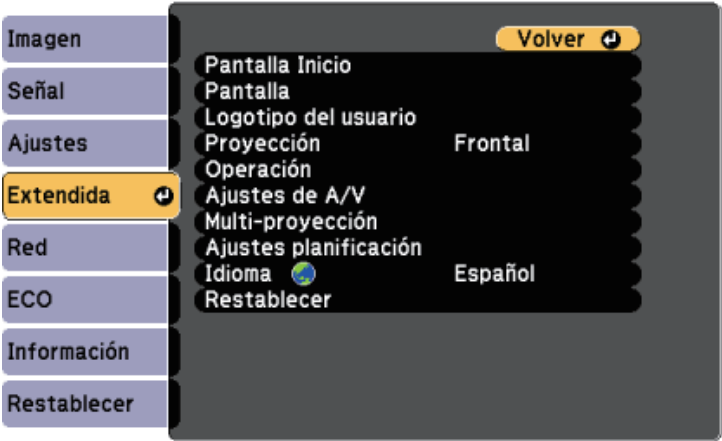 Imagen
Señal
Ajustes
Extendida
Red
ECO
Información
Restablecer
Volver
Pantalla Inicio
Pantalla
Logotipo del usuario
Proyección Frontal
Operación
Ajustes de A/V
Multi-proyección
Ajustes planificación
Idioma Español
Restablecer